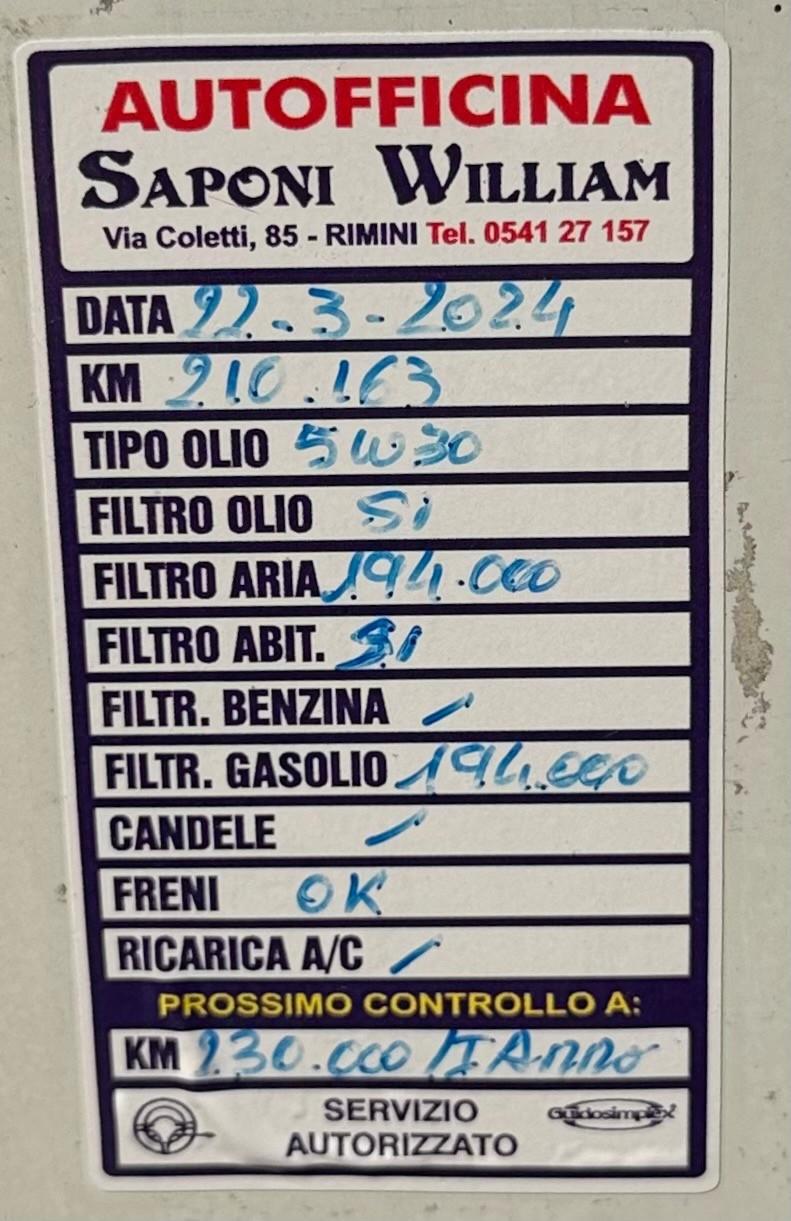 AUTOFFICINA
SAPONI WILLIAM
Via Coletti, 85 - RIMINI Tel. 0541 27 157
DATA 22-3-2024
KM 210.163
TIPO OLIO 5W30
FILTRO OLIO SI
FILTRO ARIA 194.000
FILTRO ABIT. SI
FILTR. BENZINA /
FILTR. GASOLIO 194.000
CANDELE /
FRENI OK
RICARICA A/C /
PROSSIMO CONTROLLO A:
KM 230.000 /I Anno
SERVIZIO
AUTORIZZATO
Guidosimplex